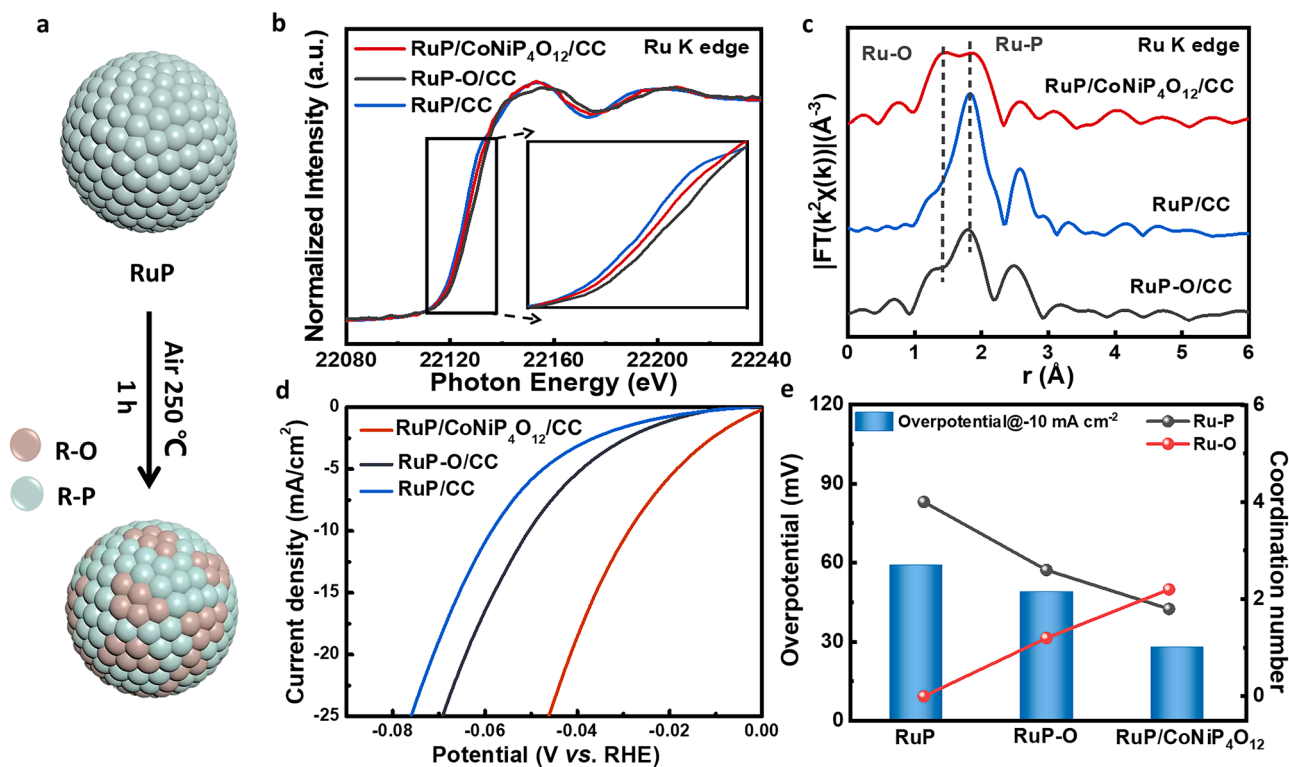 a
RuP
Air 250 ℃
1 h
R-O
R-P
b
RuP/CoNiP₄O₁₂/CC
RuP-O/CC
RuP/CC
Ru K edge
Normalized Intensity (a.u.)
22080 22120 22160 22200 22240
Photon Energy (eV)
c
Ru-O
Ru-P
Ru K edge
RuP/CoNiP₄O₁₂/CC
RuP/CC
RuP-O/CC
|FT(k²χ(k))|(Å⁻³)
0 1 2 3 4 5 6
r (Å)
d
RuP/CoNiP₄O₁₂/CC
RuP-O/CC
RuP/CC
Current density (mA/cm²)
0
-5
-10
-15
-20
-25
-0.08 -0.06 -0.04 -0.02 0.00
Potential (V vs. RHE)
e
Overpotential@-10 mA cm⁻²
Ru-P
Ru-O
Overpotential (mV)
120
90
60
30
0
Coordination number
6
4
2
0
RuP RuP-O RuP/CoNiP₄O₁₂